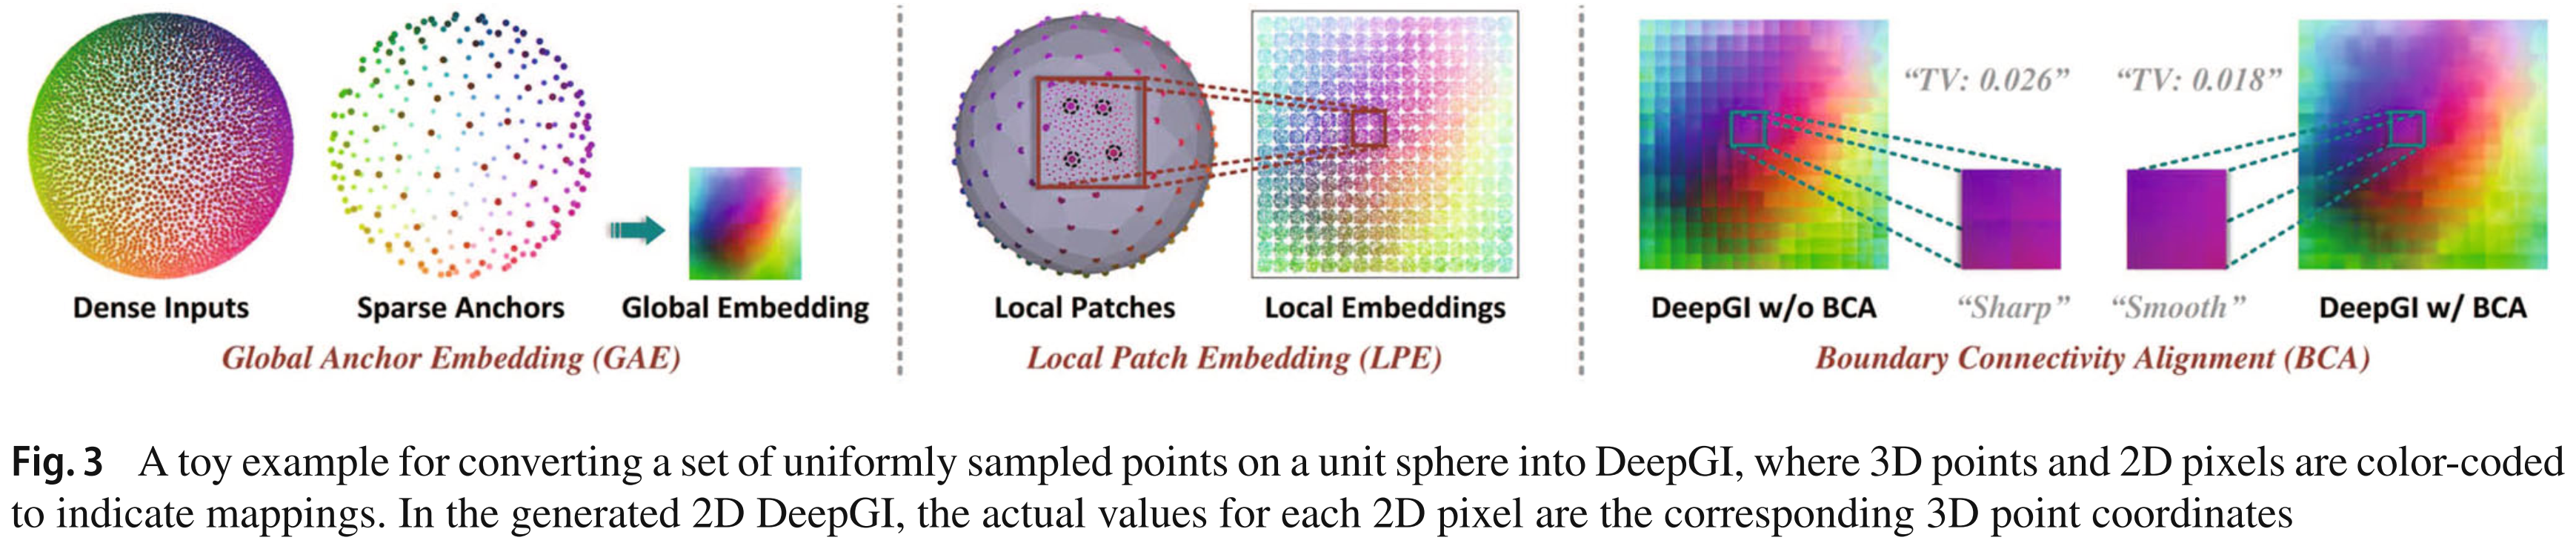 “TV: 0.026” “TV: 0.018”
Dense Inputs Sparse Anchors Global Embedding Local Patches Local Embeddings DeepGI w/o BCA “Sharp” “Smooth” DeepGI w/ BCA
Global Anchor Embedding (GAE) Local Patch Embedding (LPE) Boundary Connectivity Alignment (BCA)
Fig. 3 A toy example for converting a set of uniformly sampled points on a unit sphere into DeepGI, where 3D points and 2D pixels are color-coded
to indicate mappings. In the generated 2D DeepGI, the actual values for each 2D pixel are the corresponding 3D point coordinates